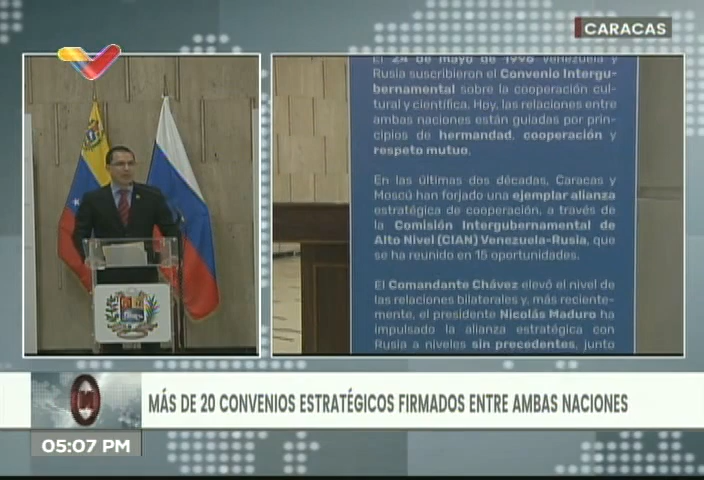 CARACAS
El 24 de mayo de 1996 Venezuela y
Rusia suscribieron el Convenio Intergu-
bernamental sobre la cooperación cul-
tural y científica. Hoy, las relaciones entre
ambas naciones están guiadas por prin-
cipios de hermandad, cooperación y
respeto mutuo.
En las últimas dos décadas, Caracas y
Moscú han forjado una ejemplar alianza
estratégica de cooperación, a través de
la Comisión Intergubernamental de
Alto Nivel (CIAN) Venezuela-Rusia, que
se ha reunido en 15 oportunidades.
El Comandante Chávez elevó el nivel de
las relaciones bilaterales y, más reciente-
mente, el presidente Nicolás Maduro ha
impulsado la alianza estratégica con
Rusia a niveles sin precedentes, junto
MÁS DE 20 CONVENIOS ESTRATÉGICOS FIRMADOS ENTRE AMBAS NACIONES
05:07 PM